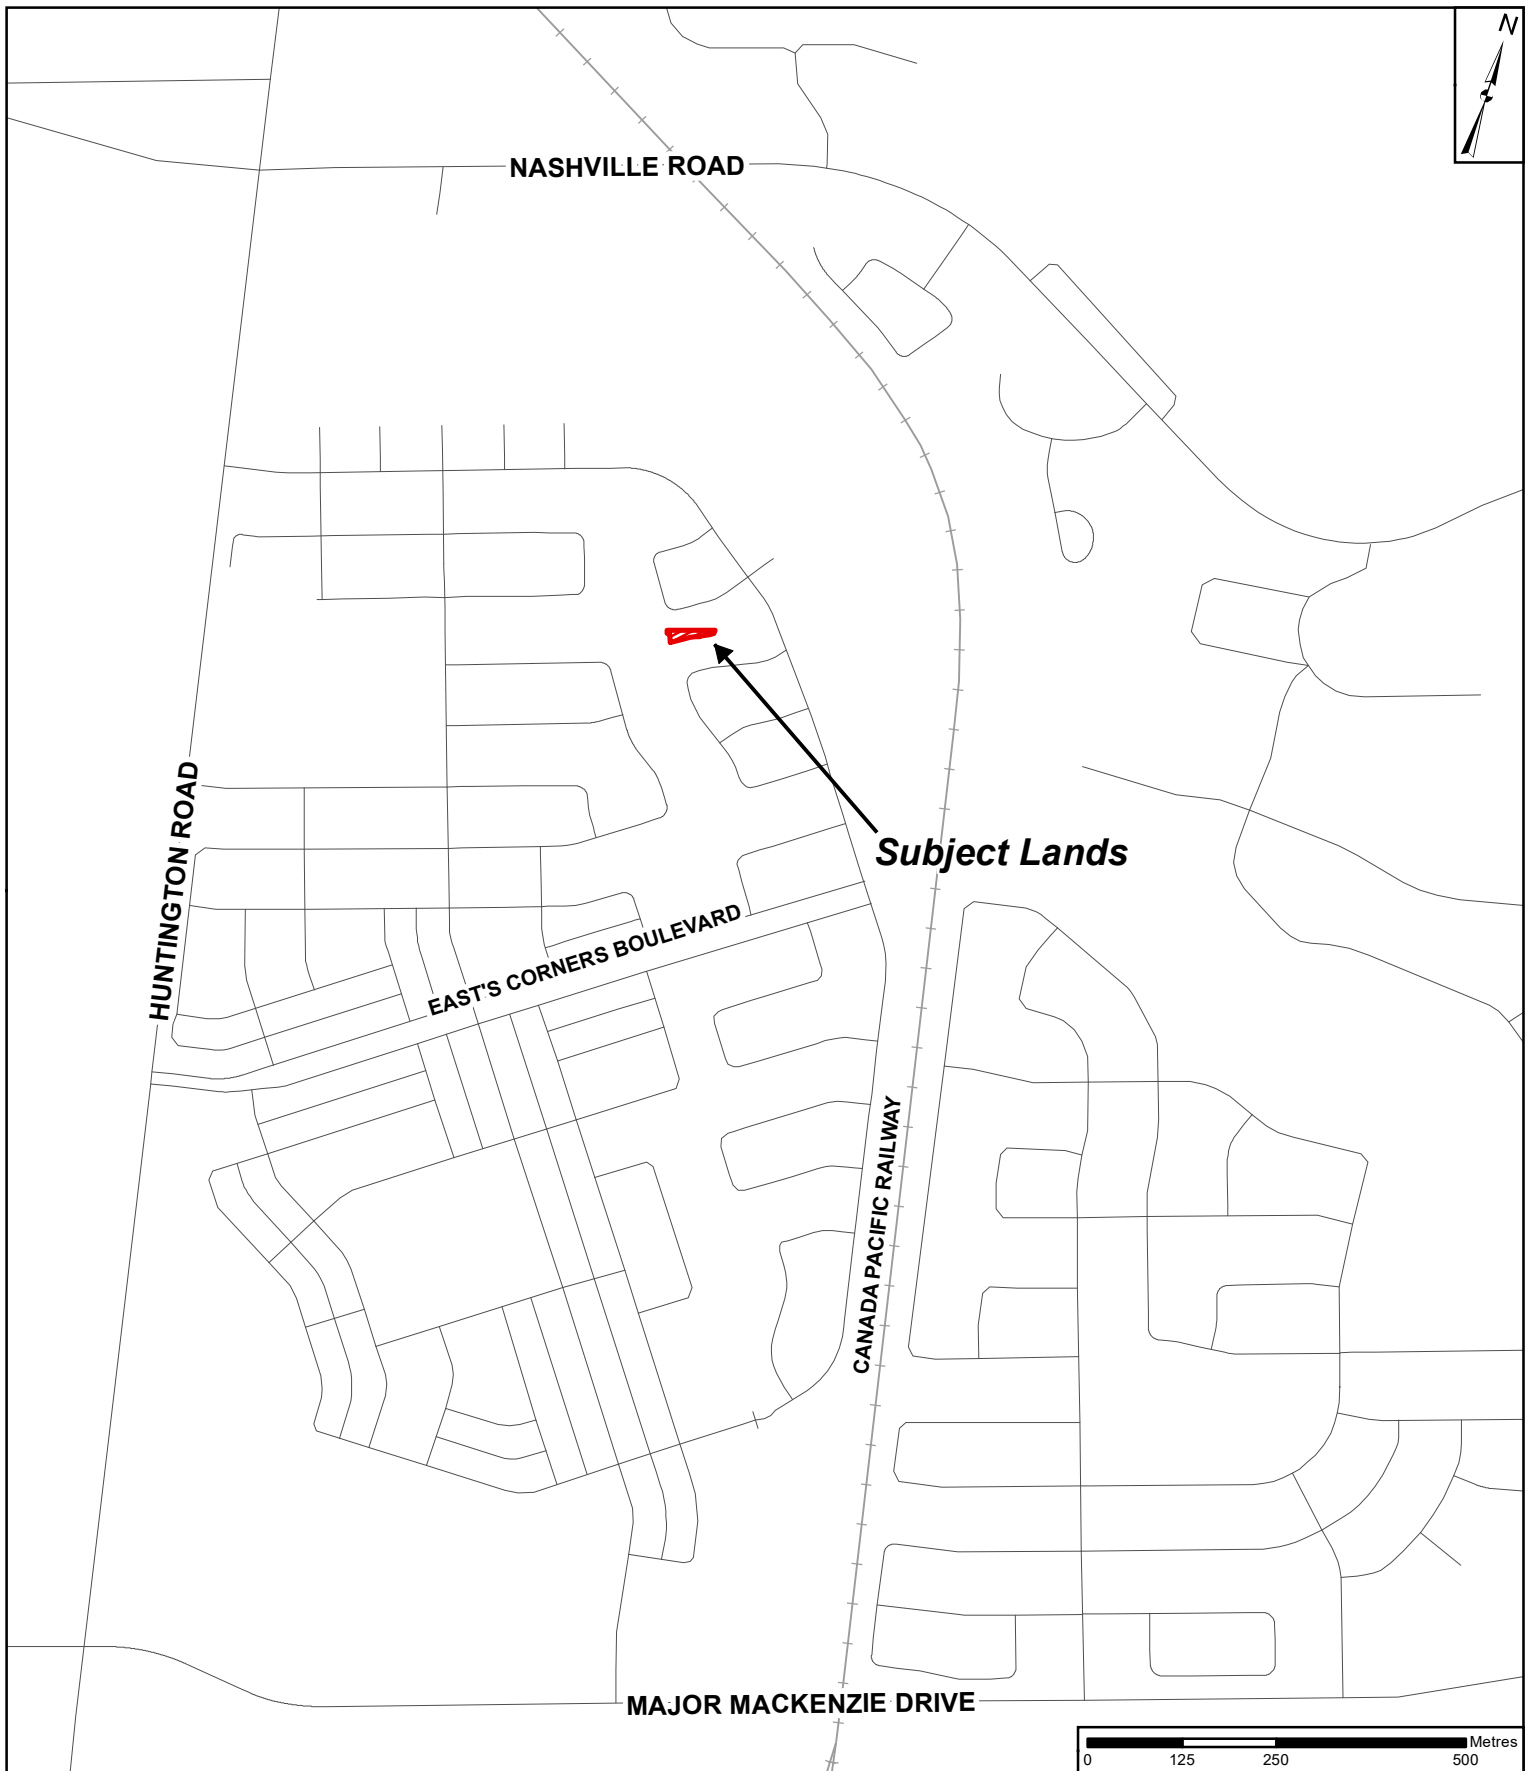 N
NASHVILLE ROAD
HUNTINGTON ROAD
Subject Lands
EAST'S CORNERS BOULEVARD
CANADA PACIFIC RAILWAY
MAJOR MACKENZIE DRIVE
Metres
0 125 250 500